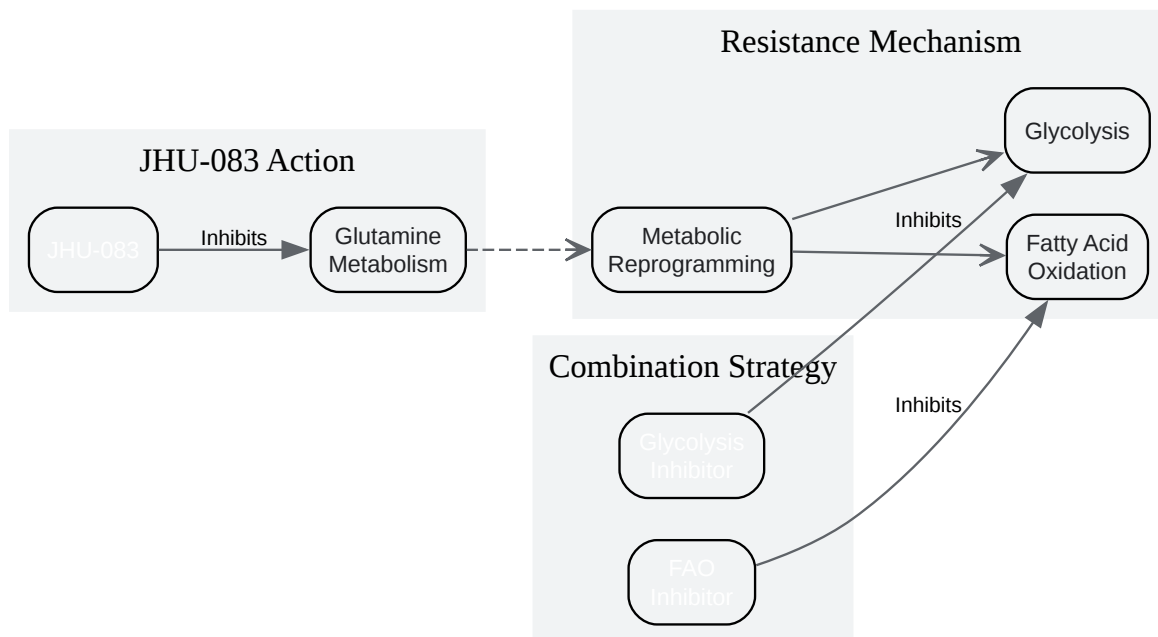 Resistance Mechanism
Glycolysis
JHU-083 Action
JHU-083
Inhibits
Glutamine
Metabolism
Metabolic
Reprogramming
Inhibits
Fatty Acid
Oxidation
Combination Strategy
Inhibits
Glycolysis
Inhibitor
FAO
Inhibitor